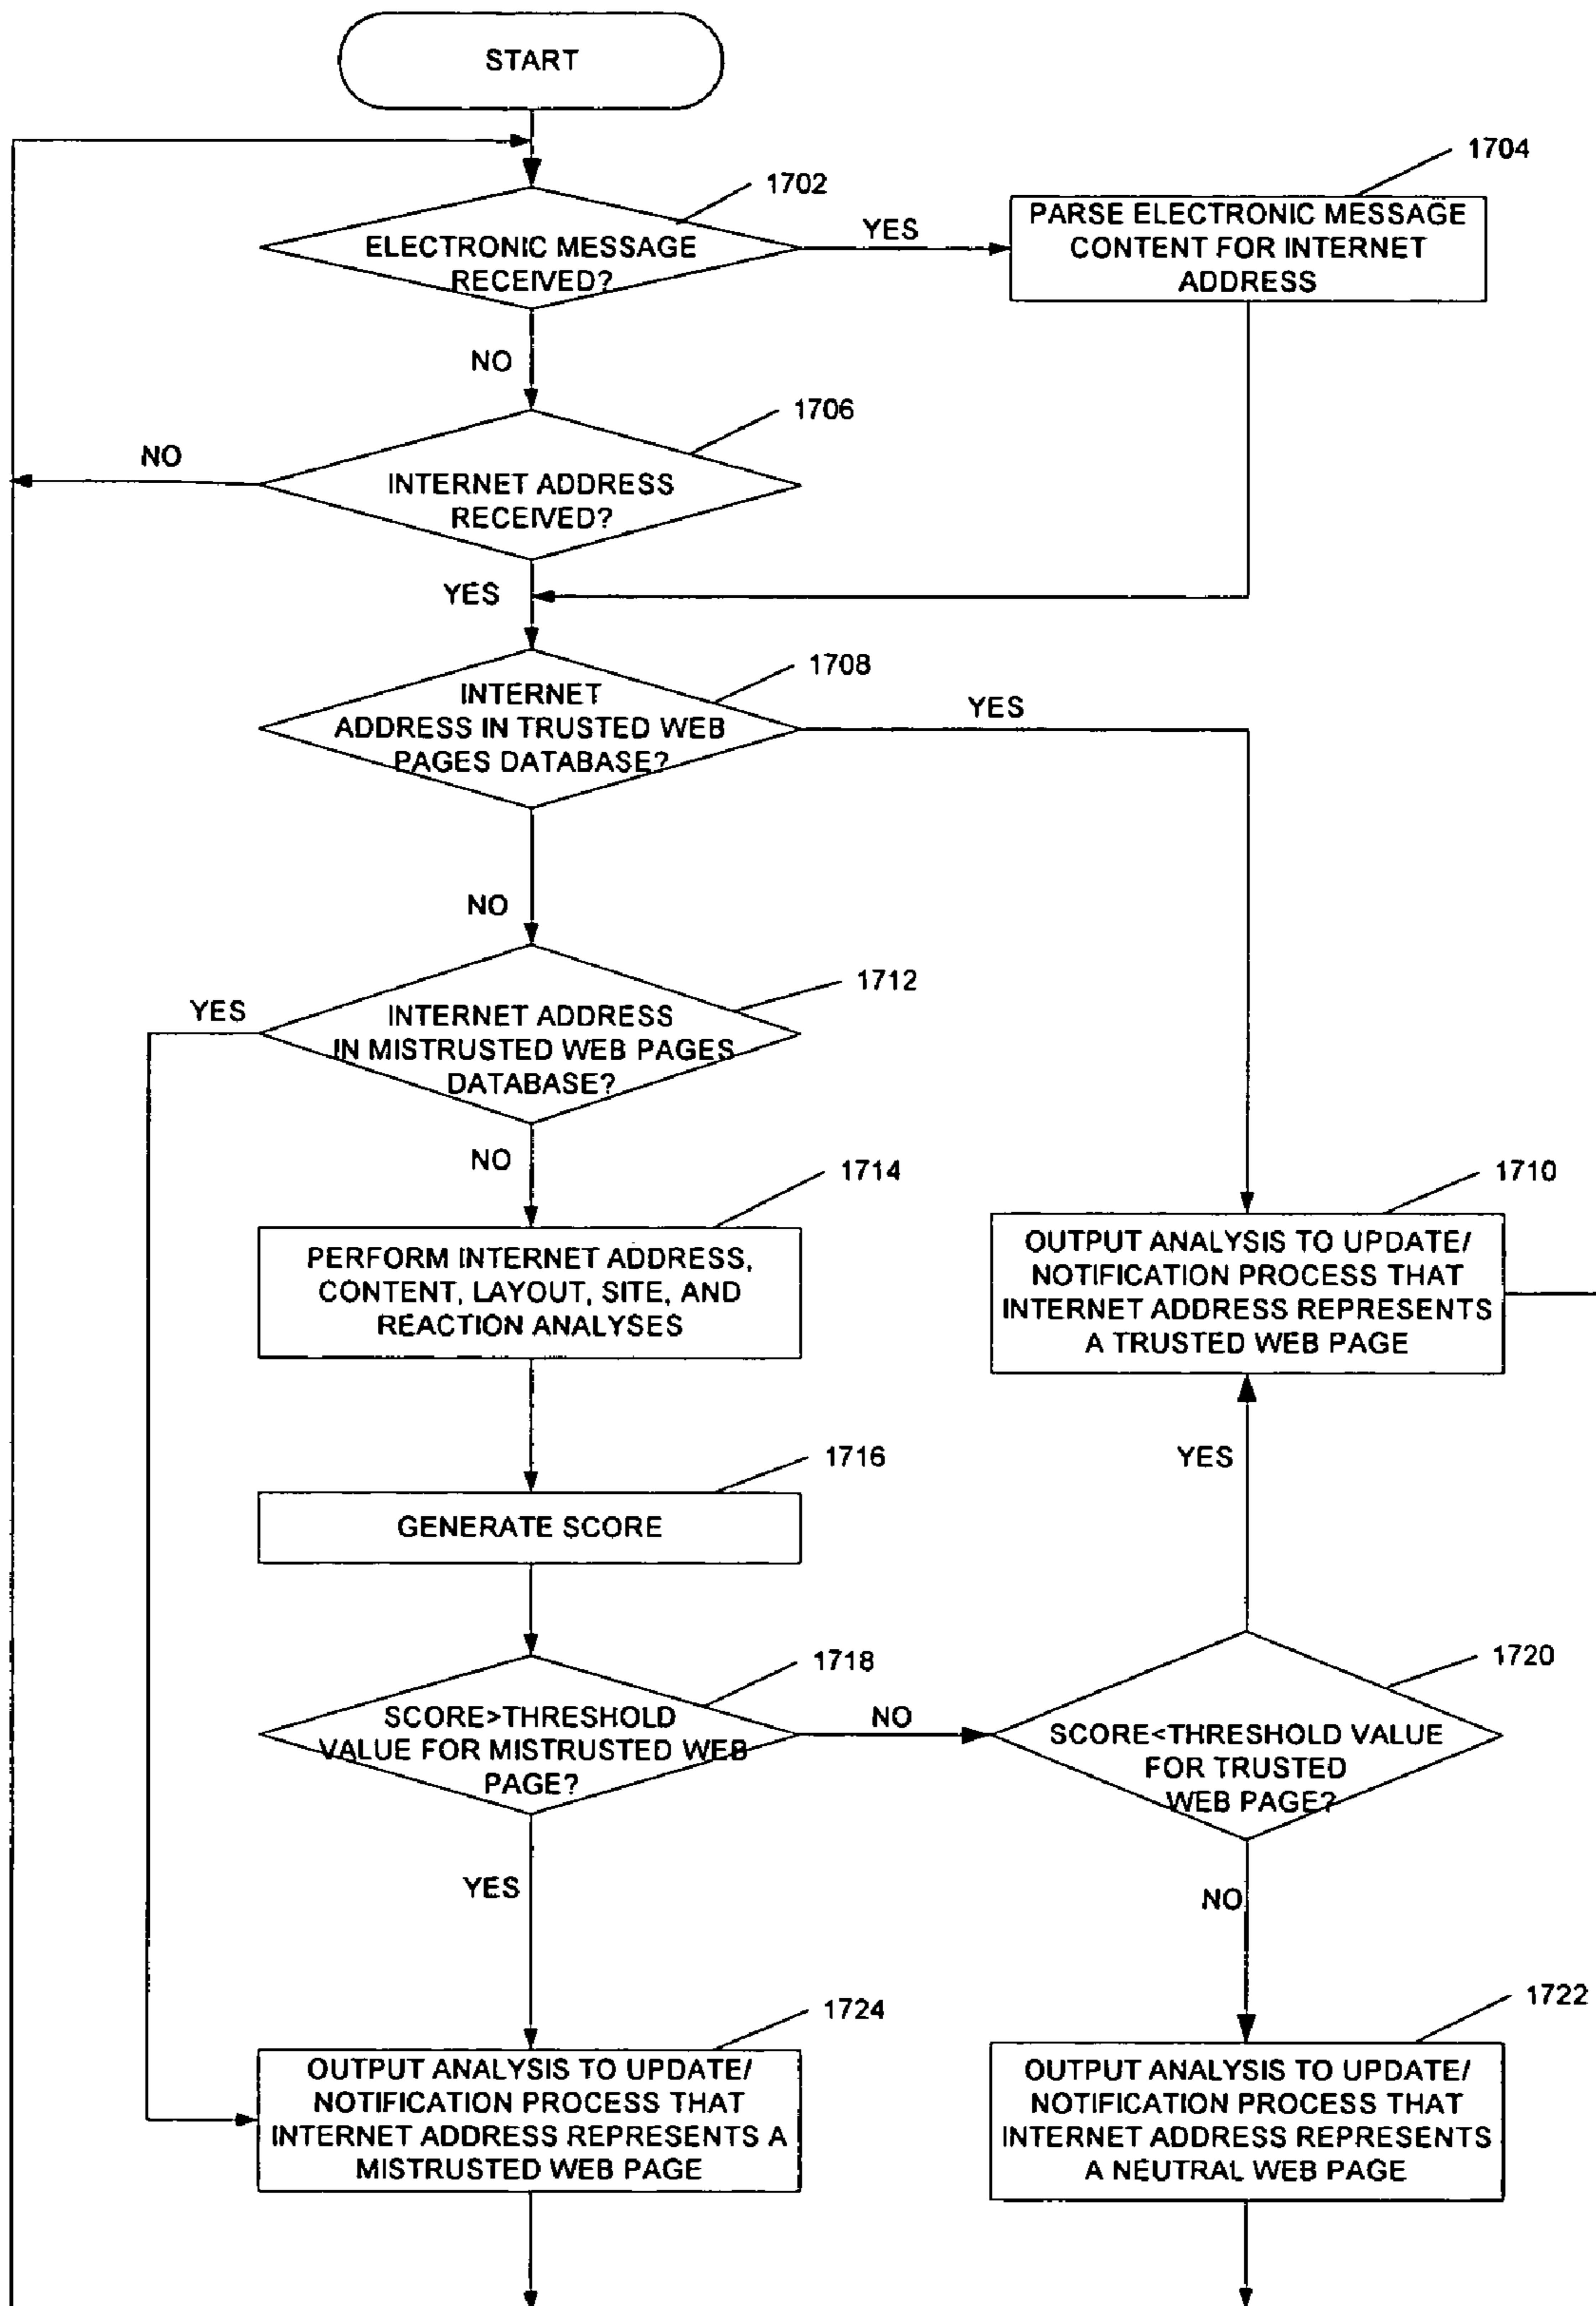 START
1702
ELECTRONIC MESSAGE
RECEIVED?
YES
1704
PARSE ELECTRONIC MESSAGE
CONTENT FOR INTERNET
ADDRESS
NO
1706
NO
INTERNET ADDRESS
RECEIVED?
YES
1708
INTERNET
ADDRESS IN TRUSTED WEB
PAGES DATABASE?
YES
NO
1712
YES
INTERNET ADDRESS
IN MISTRUSTED WEB PAGES
DATABASE?
NO
1714
PERFORM INTERNET ADDRESS,
CONTENT, LAYOUT, SITE, AND
REACTION ANALYSES
1710
OUTPUT ANALYSIS TO UPDATE/
NOTIFICATION PROCESS THAT
INTERNET ADDRESS REPRESENTS
A TRUSTED WEB PAGE
YES
1716
GENERATE SCORE
1718
SCORE>THRESHOLD
VALUE FOR MISTRUSTED WEB
PAGE?
NO
1720
SCORE<THRESHOLD VALUE
FOR TRUSTED
WEB PAGE?
YES
NO
1724
OUTPUT ANALYSIS TO UPDATE/
NOTIFICATION PROCESS THAT
INTERNET ADDRESS REPRESENTS A
MISTRUSTED WEB PAGE
1722
OUTPUT ANALYSIS TO UPDATE/
NOTIFICATION PROCESS THAT
INTERNET ADDRESS REPRESENTS
A NEUTRAL WEB PAGE